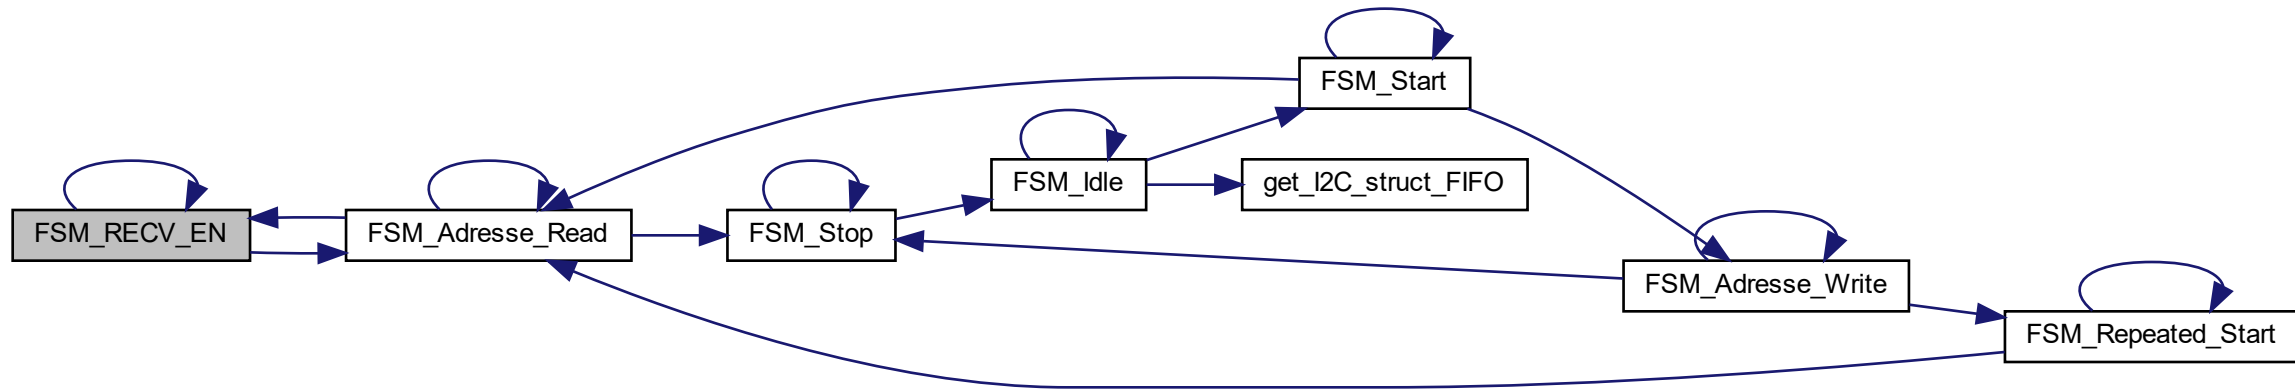 FSM_Start
FSM_Idle
get_I2C_struct_FIFO
FSM_RECV_EN
FSM_Adresse_Read
FSM_Stop
FSM_Adresse_Write
FSM_Repeated_Start